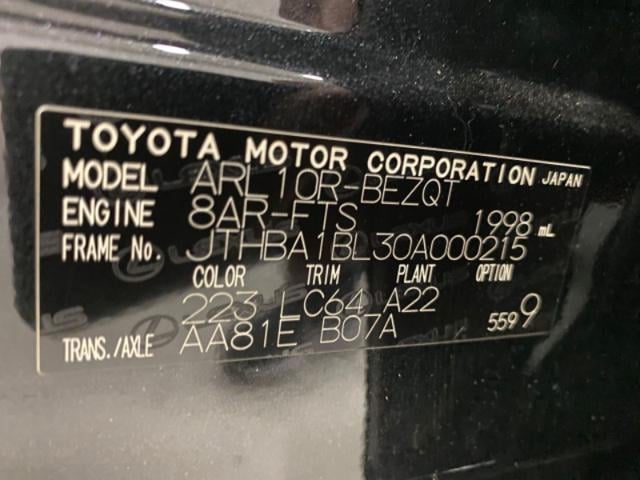 TOYOTA MOTOR CORPORATION JAPAN
MODEL ARL10R-BEZQT
ENGINE 8AR-FTS 1998 mL
FRAME No. JTHBA1BL30A000215
COLOR TRIM PLANT OPTION
223 LC64 A22
TRANS./AXLE AA81E B07A 5599